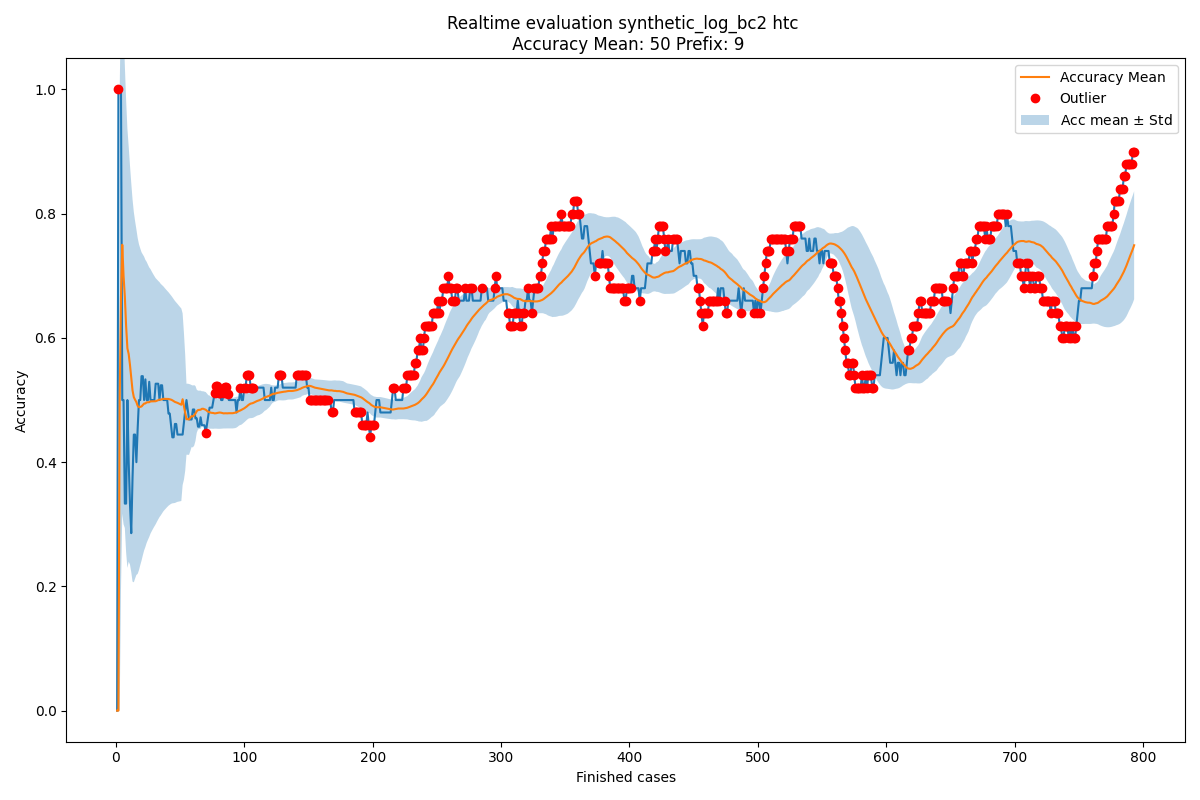 Realtime evaluation synthetic_log_bc2 htc
Accuracy Mean: 50 Prefix: 9
Accuracy Mean
Outlier
Acc mean ± Std
1.0
0.8
0.6
0.4
0.2
0.0
Accuracy
0 100 200 300 400 500 600 700 800
Finished cases